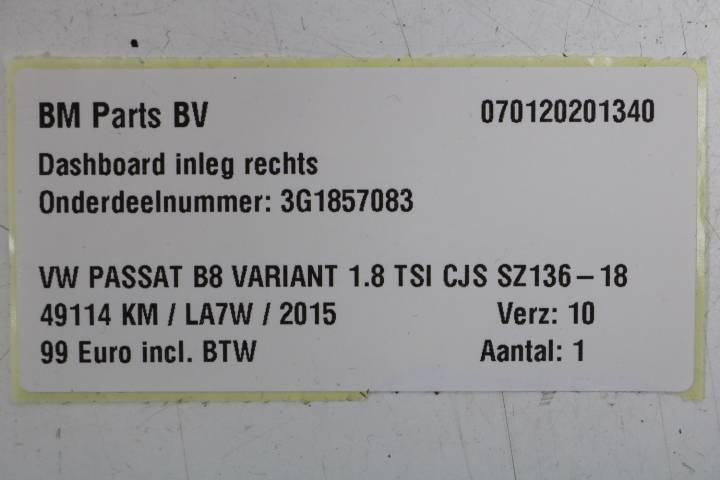 BM Parts BV 070120201340
Dashboard inleg rechts
Onderdeelnummer: 3G1857083
VW PASSAT B8 VARIANT 1.8 TSI CJS SZ136-18
49114 KM / LA7W / 2015 Verz: 10
99 Euro incl. BTW Aantal: 1